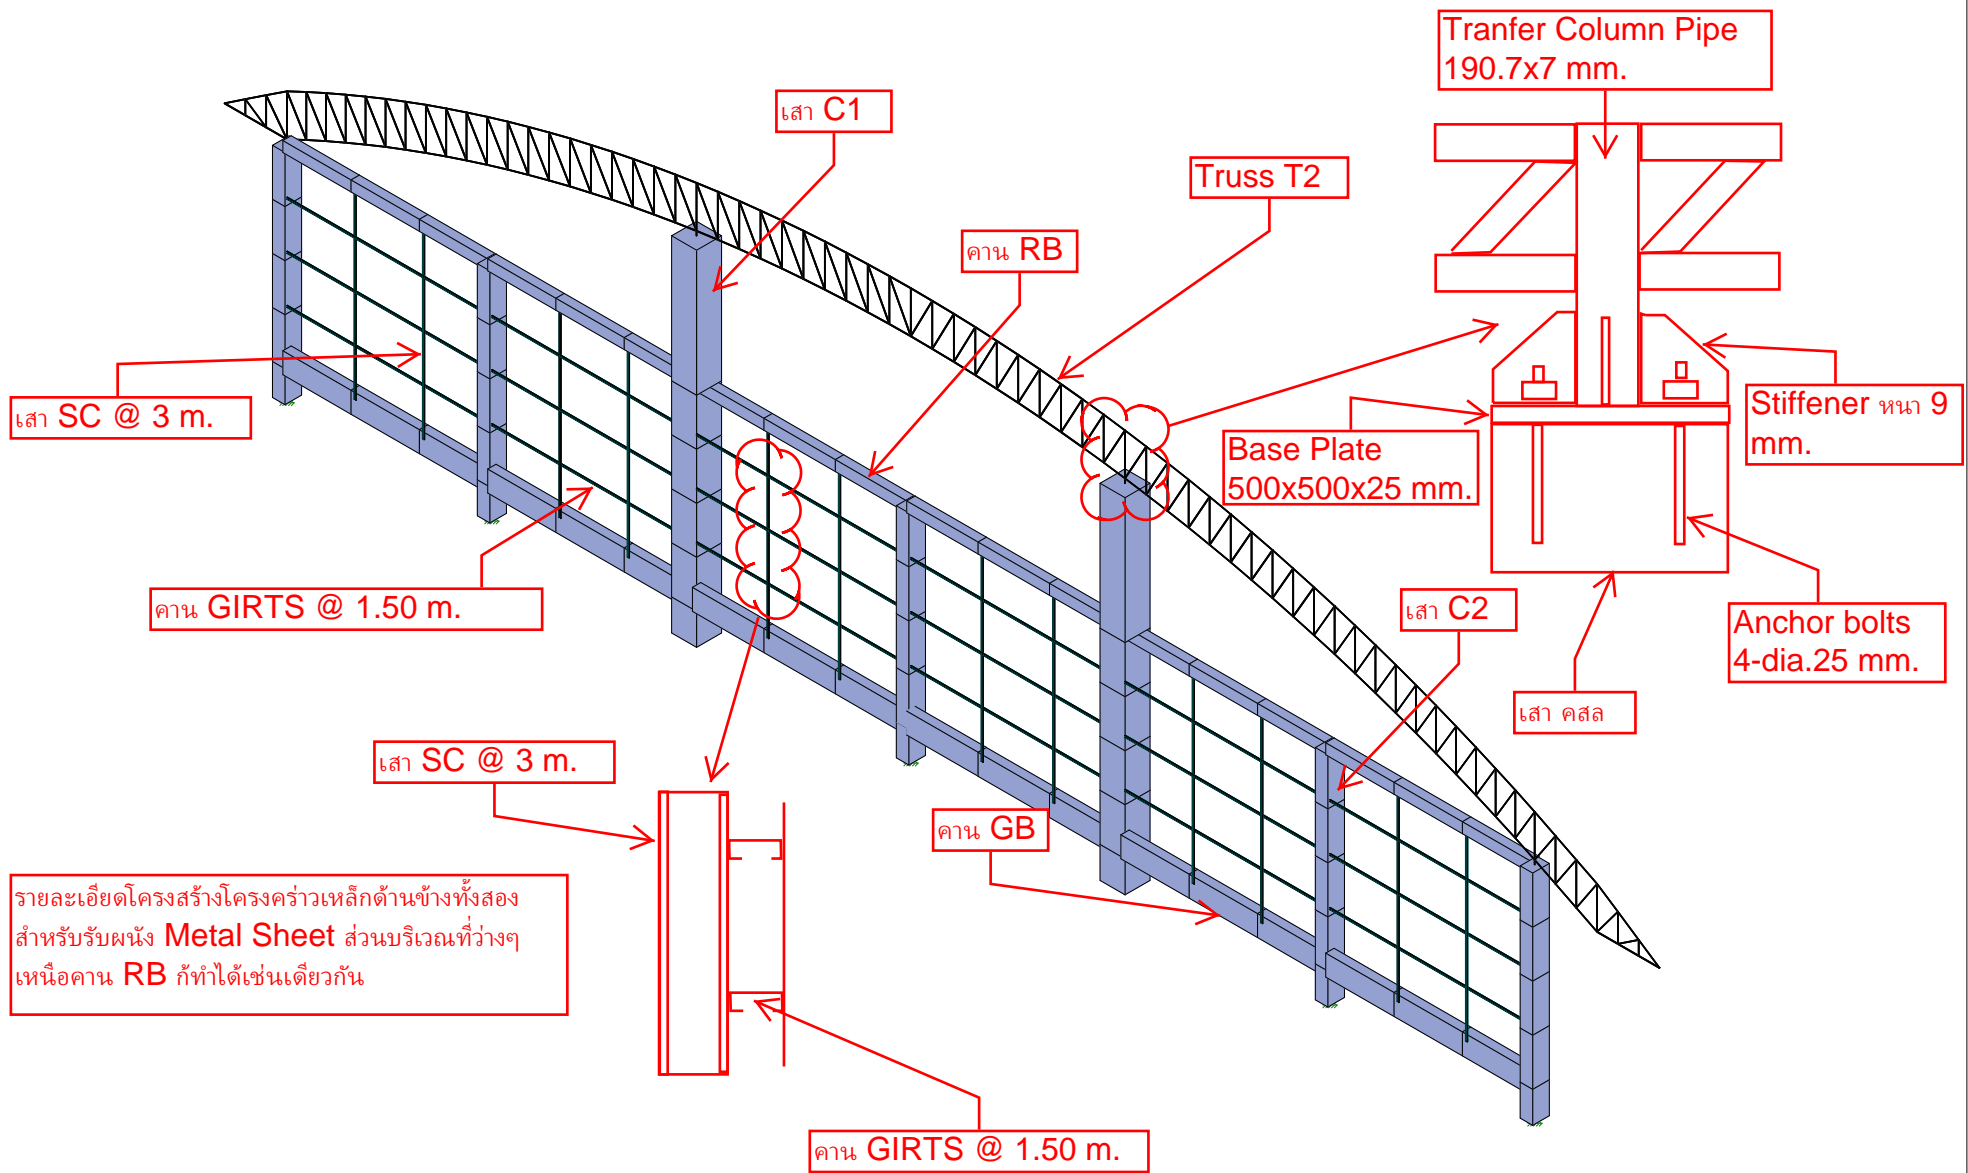 Tranfer Column Pipe
190.7x7 mm.
เสา C1
Truss T2
คาน RB
เสา SC @ 3 m.
Stiffener หนา 9
mm.
Base Plate
500x500x25 mm.
คาน GIRTS @ 1.50 m.
เสา C2
Anchor bolts
4-dia.25 mm.
เสา คสล
เสา SC @ 3 m.
คาน GB
รายละเอียดโครงสร้างโครงคร่าวเหล็กด้านข้างทั้งสอง
สำหรับรับผนัง Metal Sheet ส่วนบริเวณที่ว่างๆ
เหนือคาน RB ก้ทำได้เช่นเดียวกัน
คาน GIRTS @ 1.50 m.